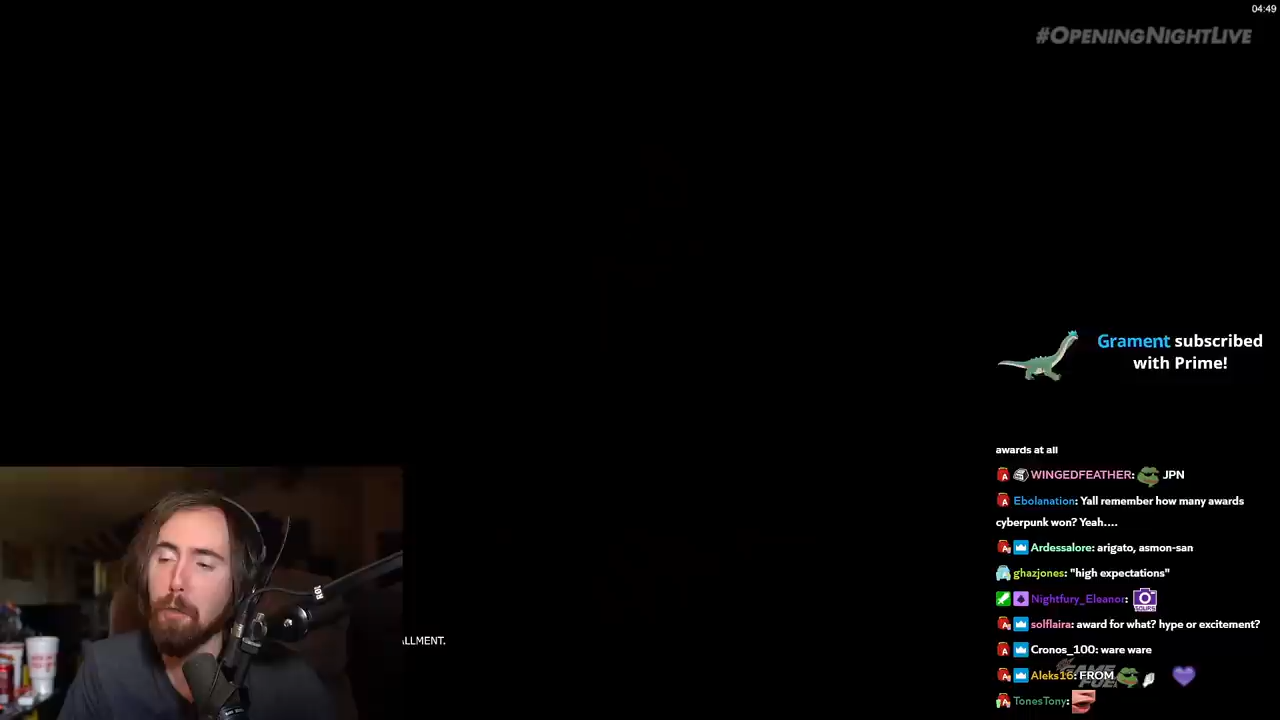 04:49
#OPENINGNIGHTLIVE
Grament subscribed
with Prime!
awards at all
WINGEDFEATHER: JPN
Ebolanation: Yall remember how many awards
cyberpunk won? Yeah....
Ardessalore: arigato, asmon-san
ghazjones: "high expectations"
Nightfury_Eleanor:
solflaira: award for what? hype or excitement?
ALLMENT.
Cronos_100: ware ware
Aleks16: FROM
TonesTony: